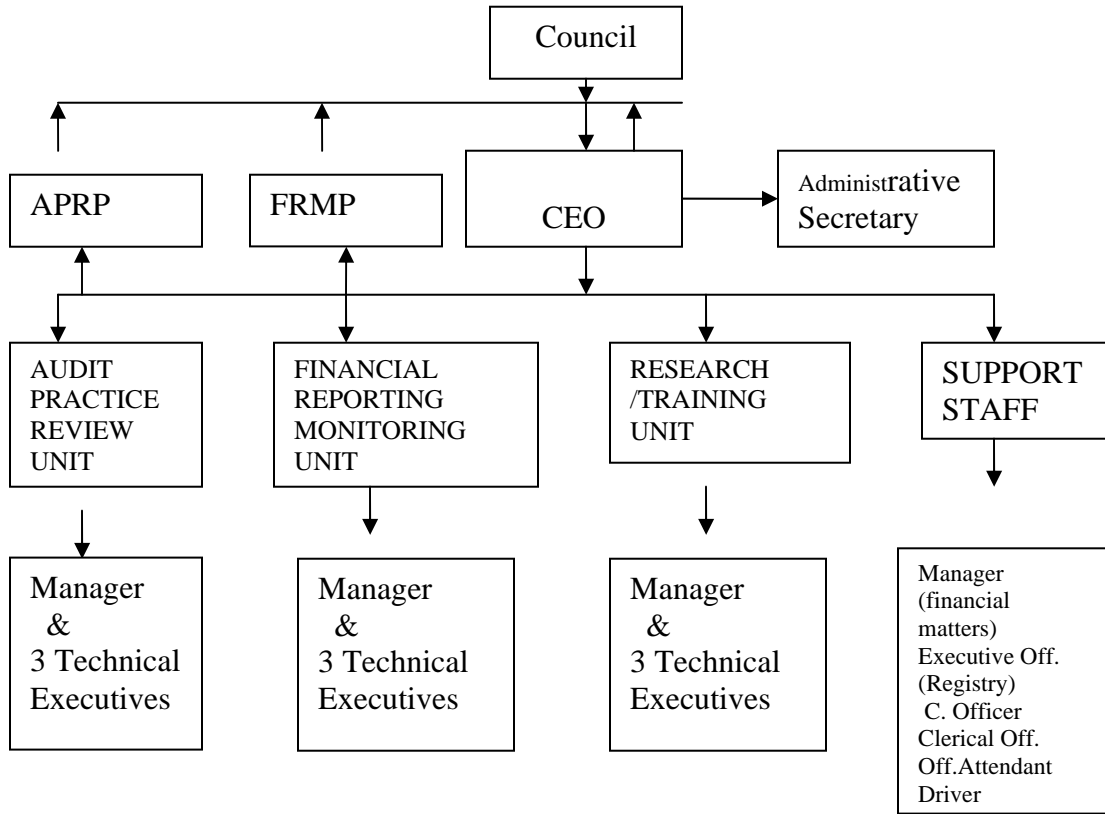 Council
APRP
FRMP
CEO
Administrative
Secretary
AUDIT
PRACTICE
REVIEW
UNIT
FINANCIAL
REPORTING
MONITORING
UNIT
RESEARCH
/TRAINING
UNIT
SUPPORT
STAFF
Manager
&
3 Technical
Executives
Manager
&
3 Technical
Executives
Manager
&
3 Technical
Executives
Manager
(financial
matters)
Executive Off.
(Registry)
C. Officer
Clerical Off.
Off.Attendant
Driver